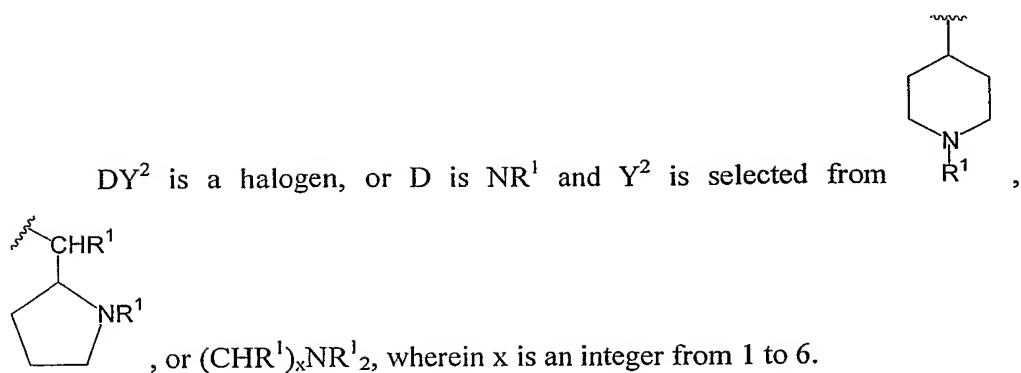 DY² is a halogen, or D is NR¹ and Y² is selected from N R¹ ,
CHR¹
NR¹
, or (CHR¹)ₓNR¹₂, wherein x is an integer from 1 to 6.